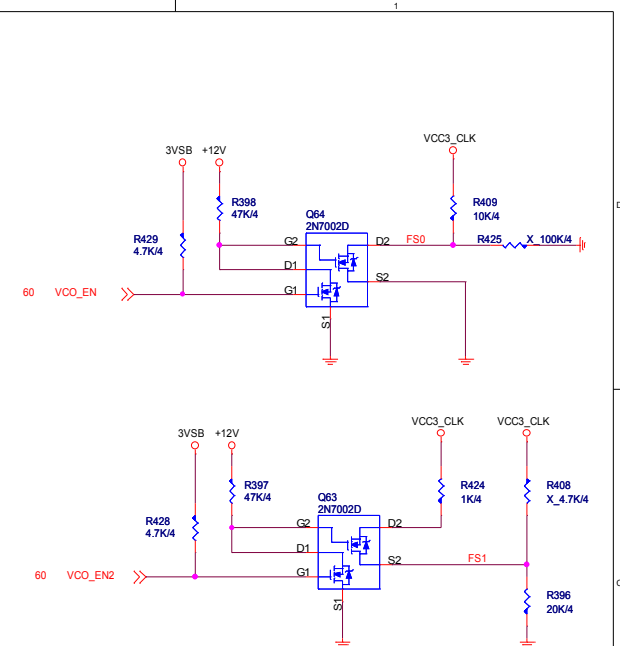 1
VCC3_CLK
3VSB +12V
R398
47K/4
R409
10K/4
Q64
2N7002D
R429
4.7K/4
G2
D2
FS0
R425
X_100K/4
D1
S2
60 VCO_EN
G1
S1
D
VCC3_CLK
VCC3_CLK
3VSB +12V
R397
47K/4
R424
1K/4
R408
X_4.7K/4
Q63
2N7002D
R428
4.7K/4
G2
D2
D1
S2
FS1
60 VCO_EN2
G1
C
S1
R396
20K/4